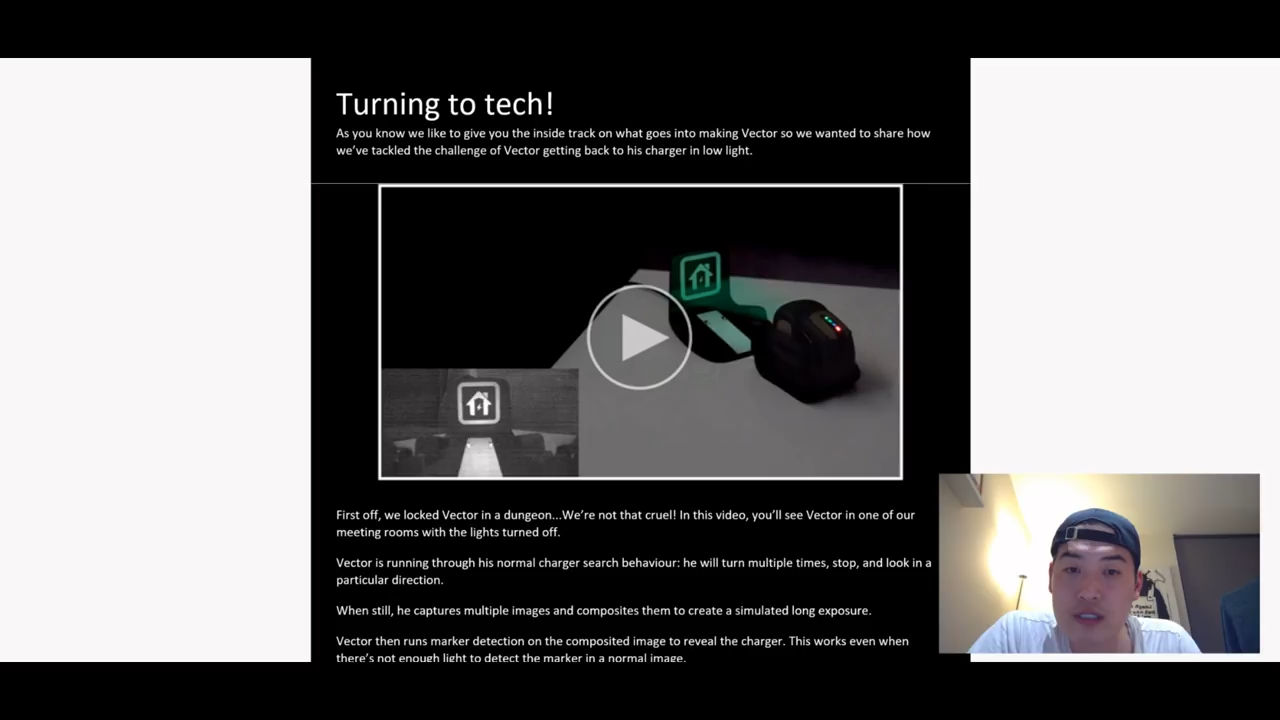 Turning to tech!
As you know we like to give you the inside track on what goes into making Vector so we wanted to share how
we’ve tackled the challenge of Vector getting back to his charger in low light.
First off, we locked Vector in a dungeon...We’re not that cruel! In this video, you’ll see Vector in one of our
meeting rooms with the lights turned off.
Vector is running through his normal charger search behaviour: he will turn multiple times, stop, and look in a
particular direction.
When still, he captures multiple images and composites them to create a simulated long exposure.
Vector then runs marker detection on the composited image to reveal the charger. This works even when
there’s not enough light to detect the marker in a normal image.